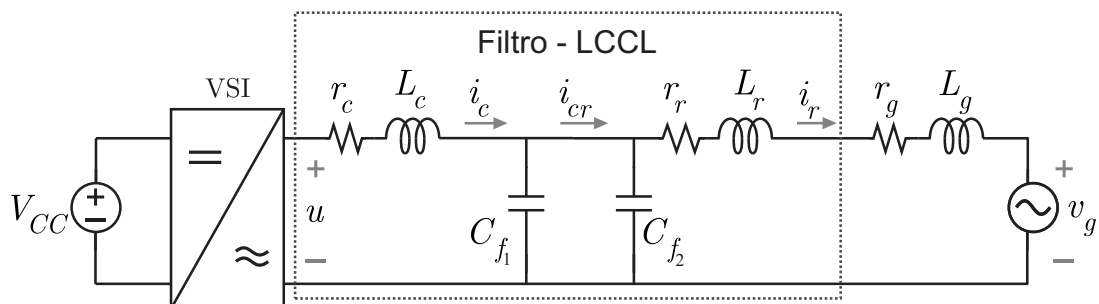 Filtro - LCCL
VSI
r_c L_c i_c i_cr r_r L_r i_r r_g L_g
=
+ + +
V_CC u C_f1 C_f2 v_g
− ≈ − −